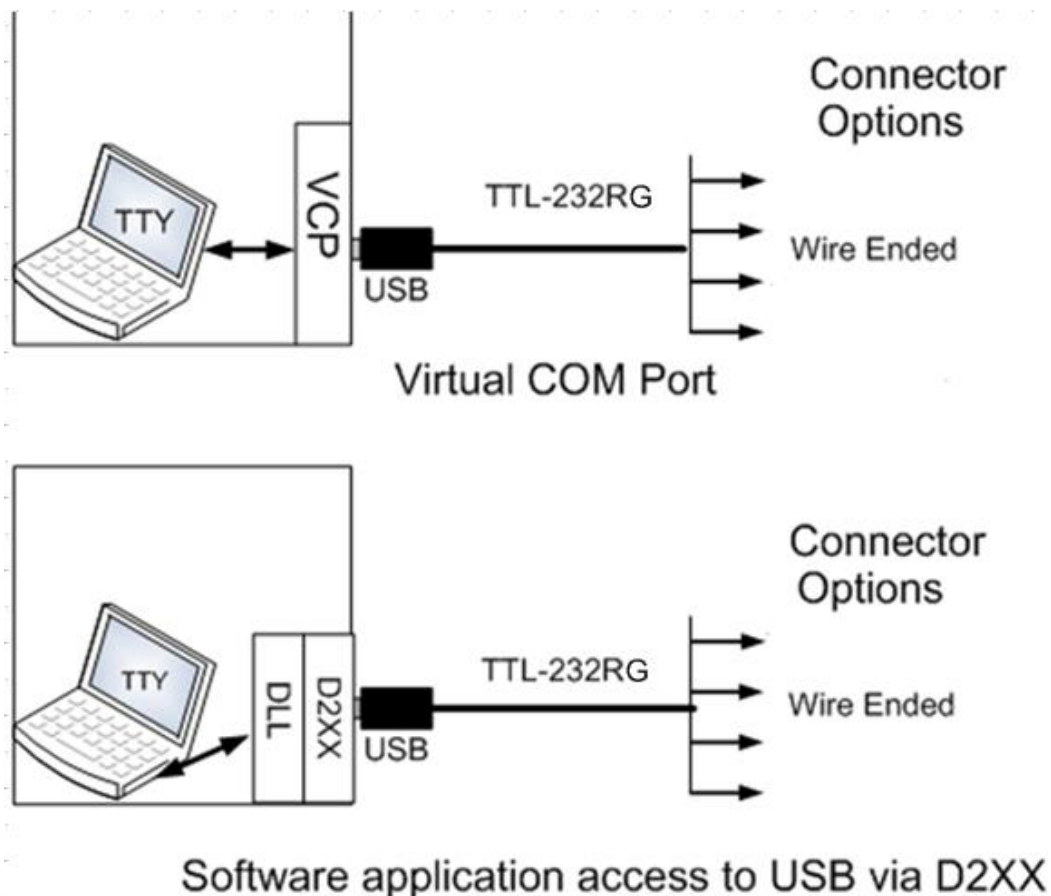 Connector
Options
TTY
VCP
TTL-232RG
USB
Wire Ended
Virtual COM Port
Connector
Options
TTY
DLL
D2XX
TTL-232RG
USB
Wire Ended
Software application access to USB via D2XX